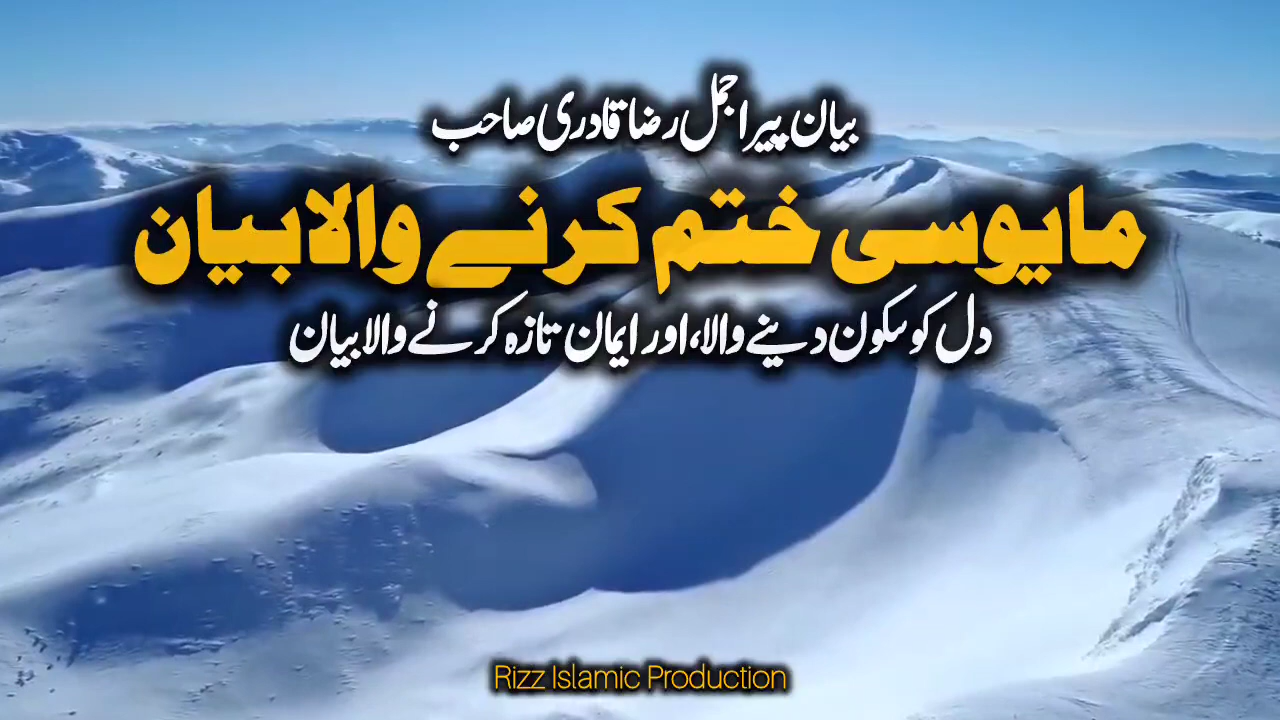 بیان پیر اجمل رضا قادری صاحب
مایوسی ختم کرنے والا بیان
دل کو سکون دینے والا، اور ایمان تازہ کرنے والا بیان
Rizz Islamic Production